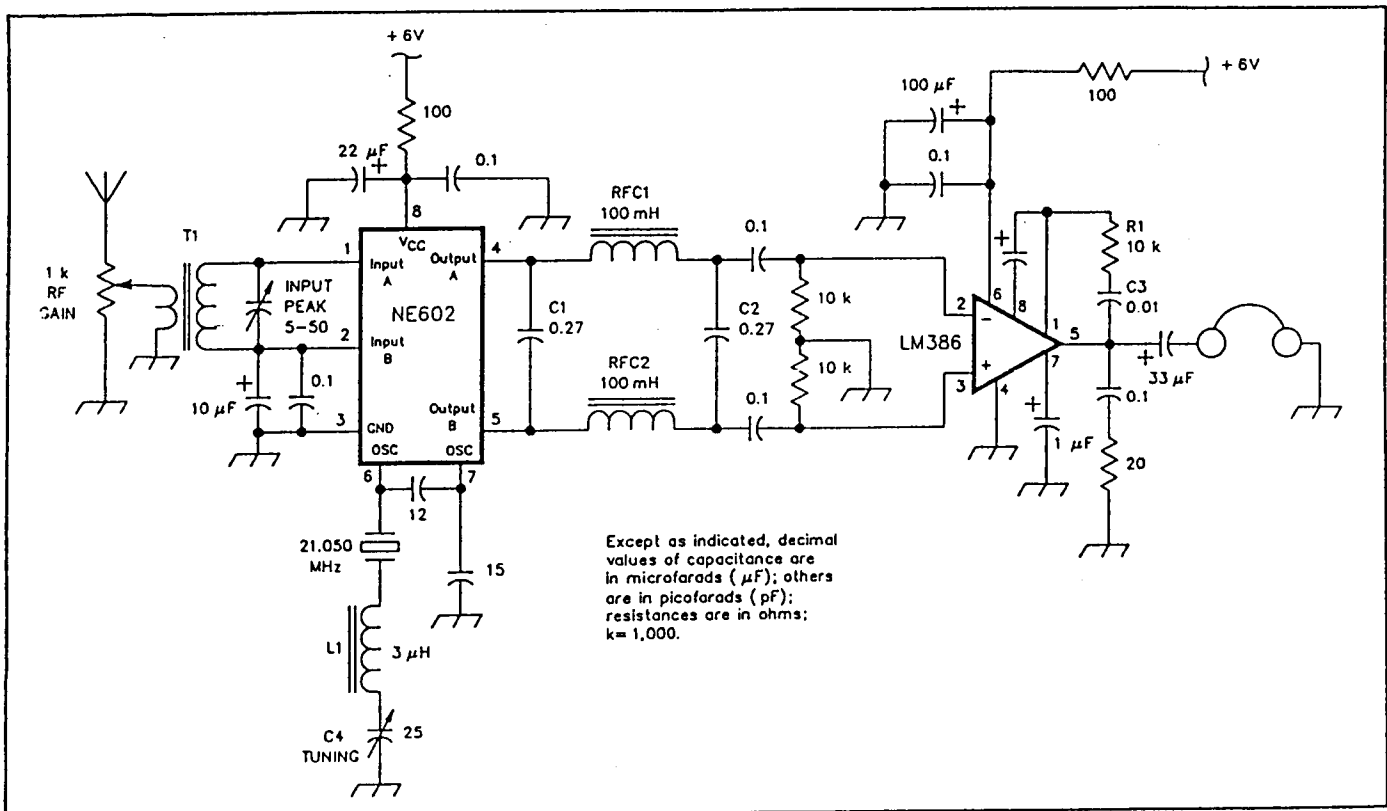 + 6V
100
22 µF
+
0.1
8
1 k
RF
GAIN
T1
INPUT
PEAK
5-50
10 µF
+
0.1
1
2
3
VCC
Input
A
Output
A
NE602
Input
B
Output
B
GND
OSC
OSC
4
5
6
7
12
15
21.050
MHz
L1
3 µH
C4
TUNING
25
RFC1
100 mH
C1
0.27
RFC2
100 mH
C2
0.27
0.1
0.1
10 k
10 k
100 µF
+
0.1
100
+ 6V
2
−
3
+
LM386
6
8
1
5
7
4
+
R1
10 k
C3
0.01
+
1 µF
+
33 µF
0.1
20
Except as indicated, decimal
values of capacitance are
in microfarads ( µF); others
are in picofarads ( pF);
resistances are in ohms;
k= 1,000.